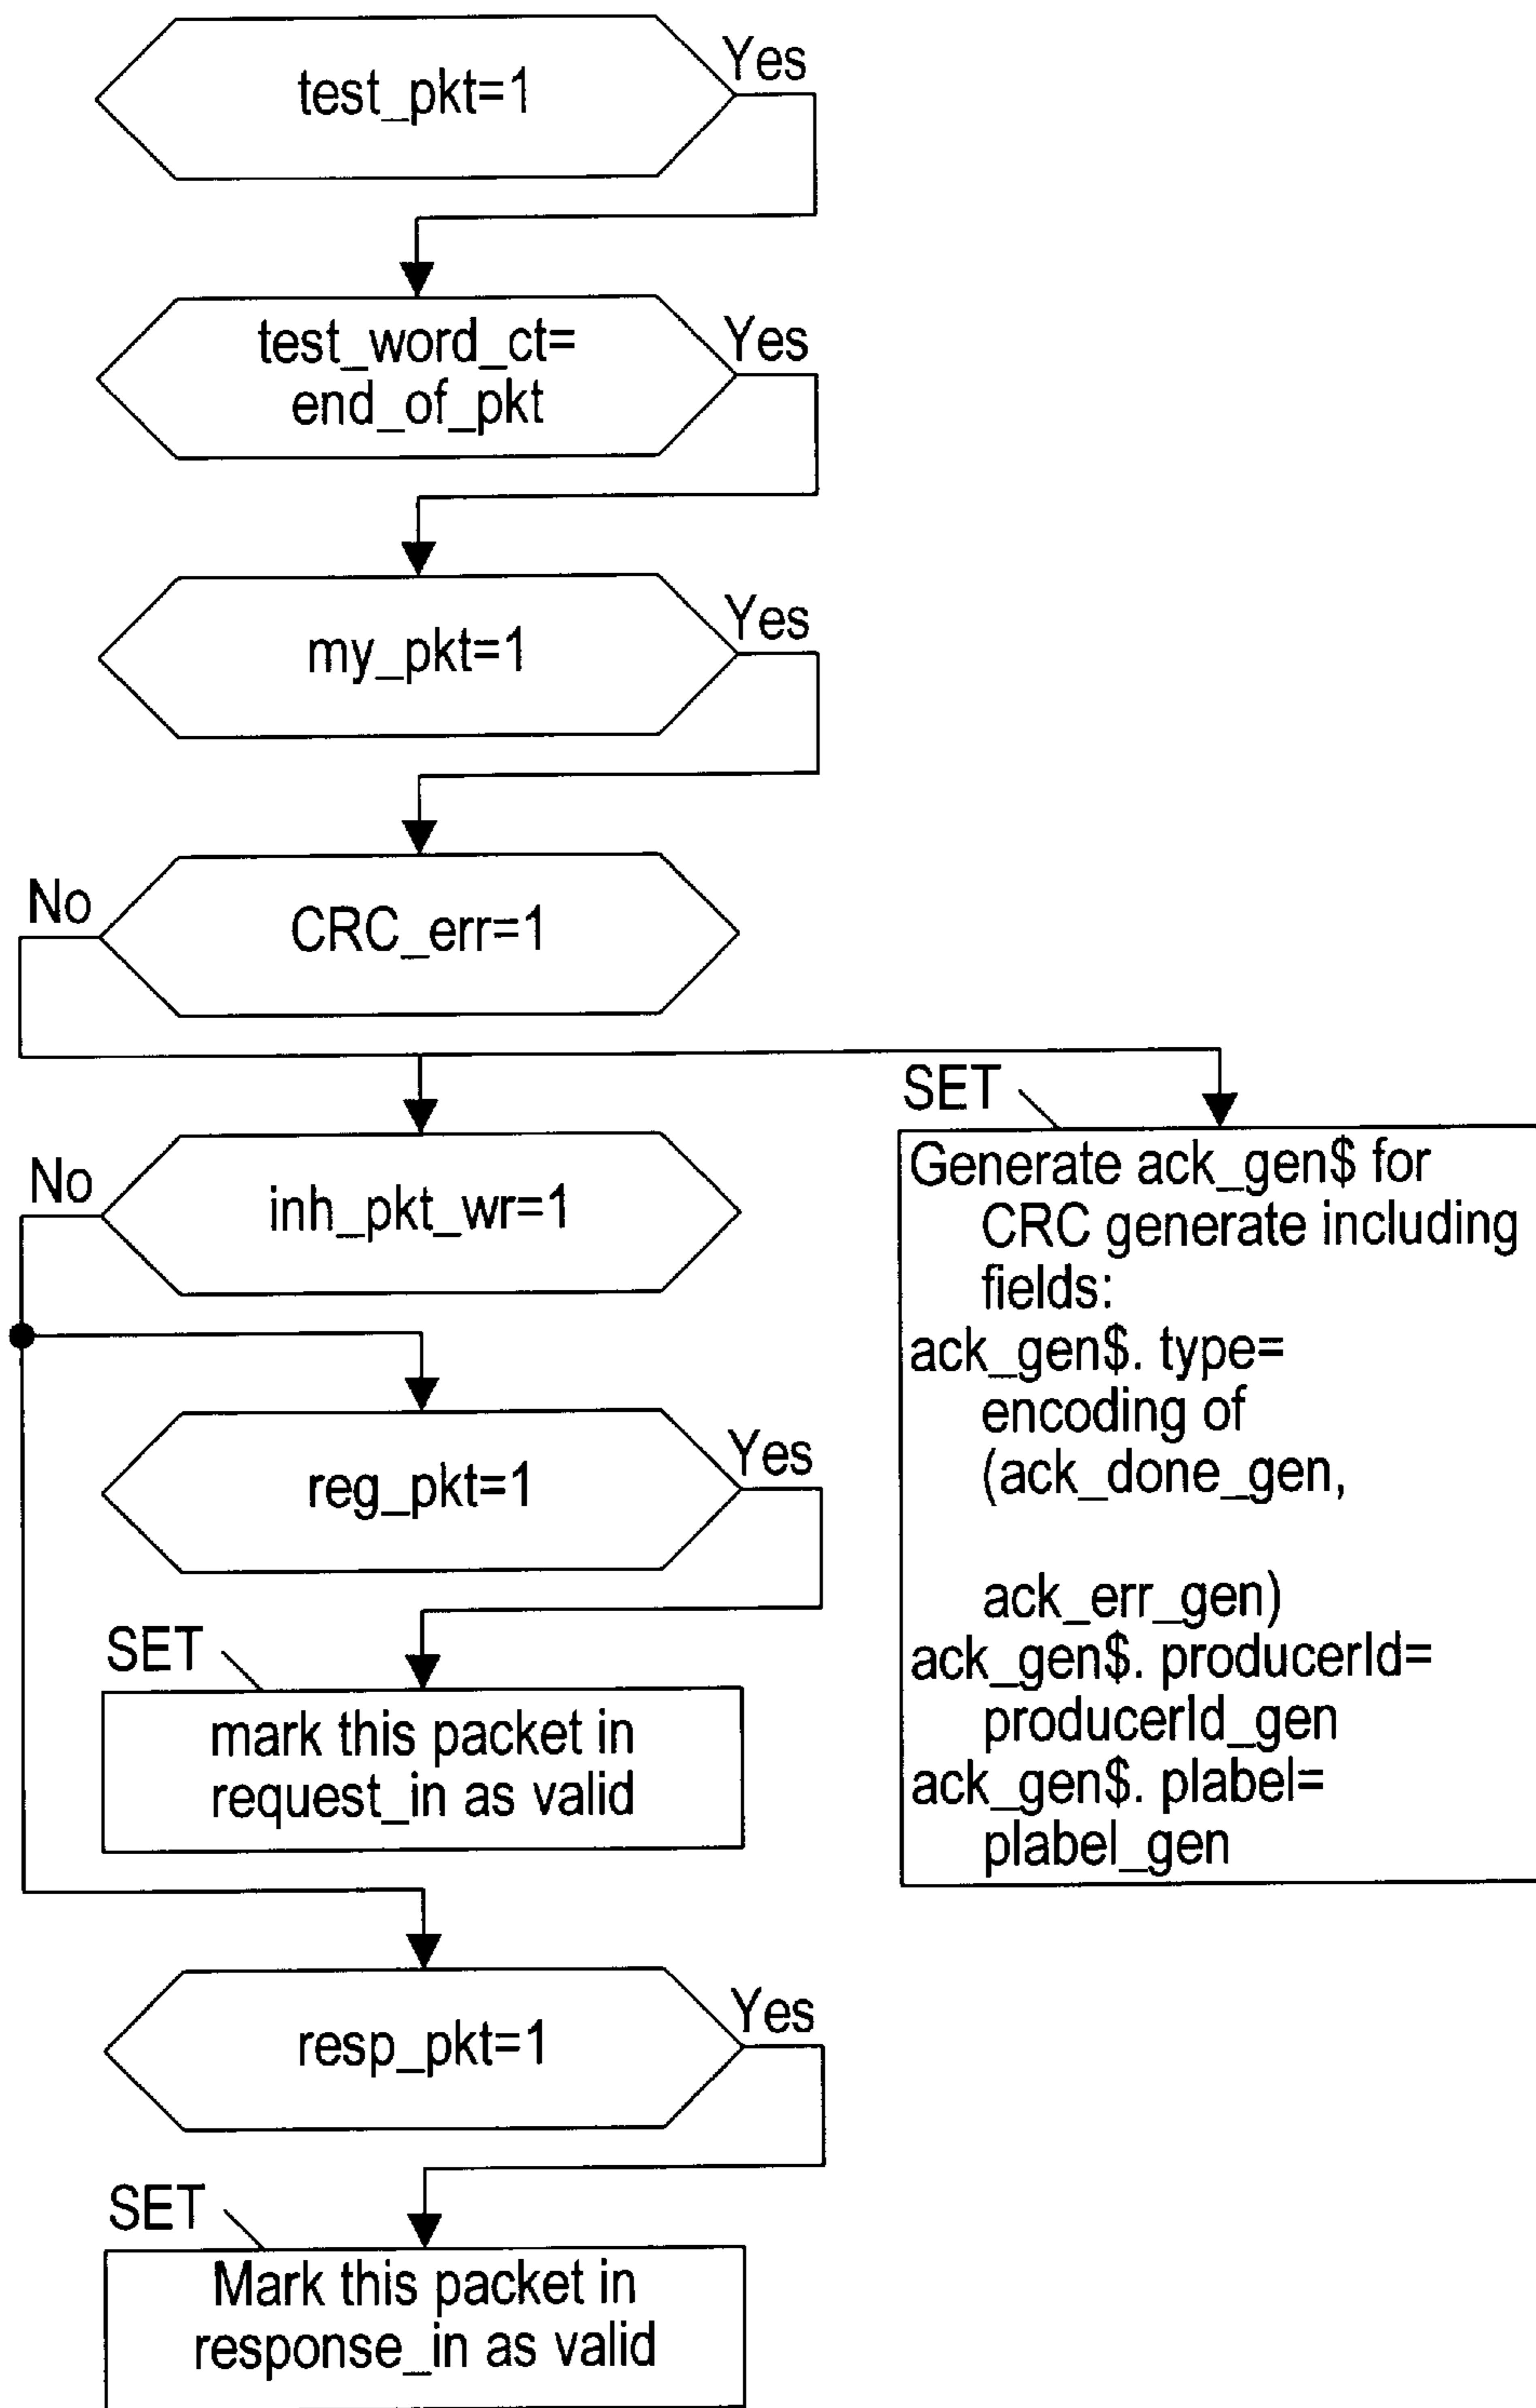 test_pkt=1
Yes
test_word_ct=
end_of_pkt
Yes
my_pkt=1
Yes
CRC_err=1
No
inh_pkt_wr=1
No
reg_pkt=1
Yes
SET
mark this packet in
request_in as valid
resp_pkt=1
Yes
SET
Mark this packet in
response_in as valid
SET
Generate ack_gen$ for
CRC generate including
fields:
ack_gen$. type=
encoding of
(ack_done_gen,
ack_err_gen)
ack_gen$. producerId=
producerId_gen
ack_gen$. plabel=
plabel_gen